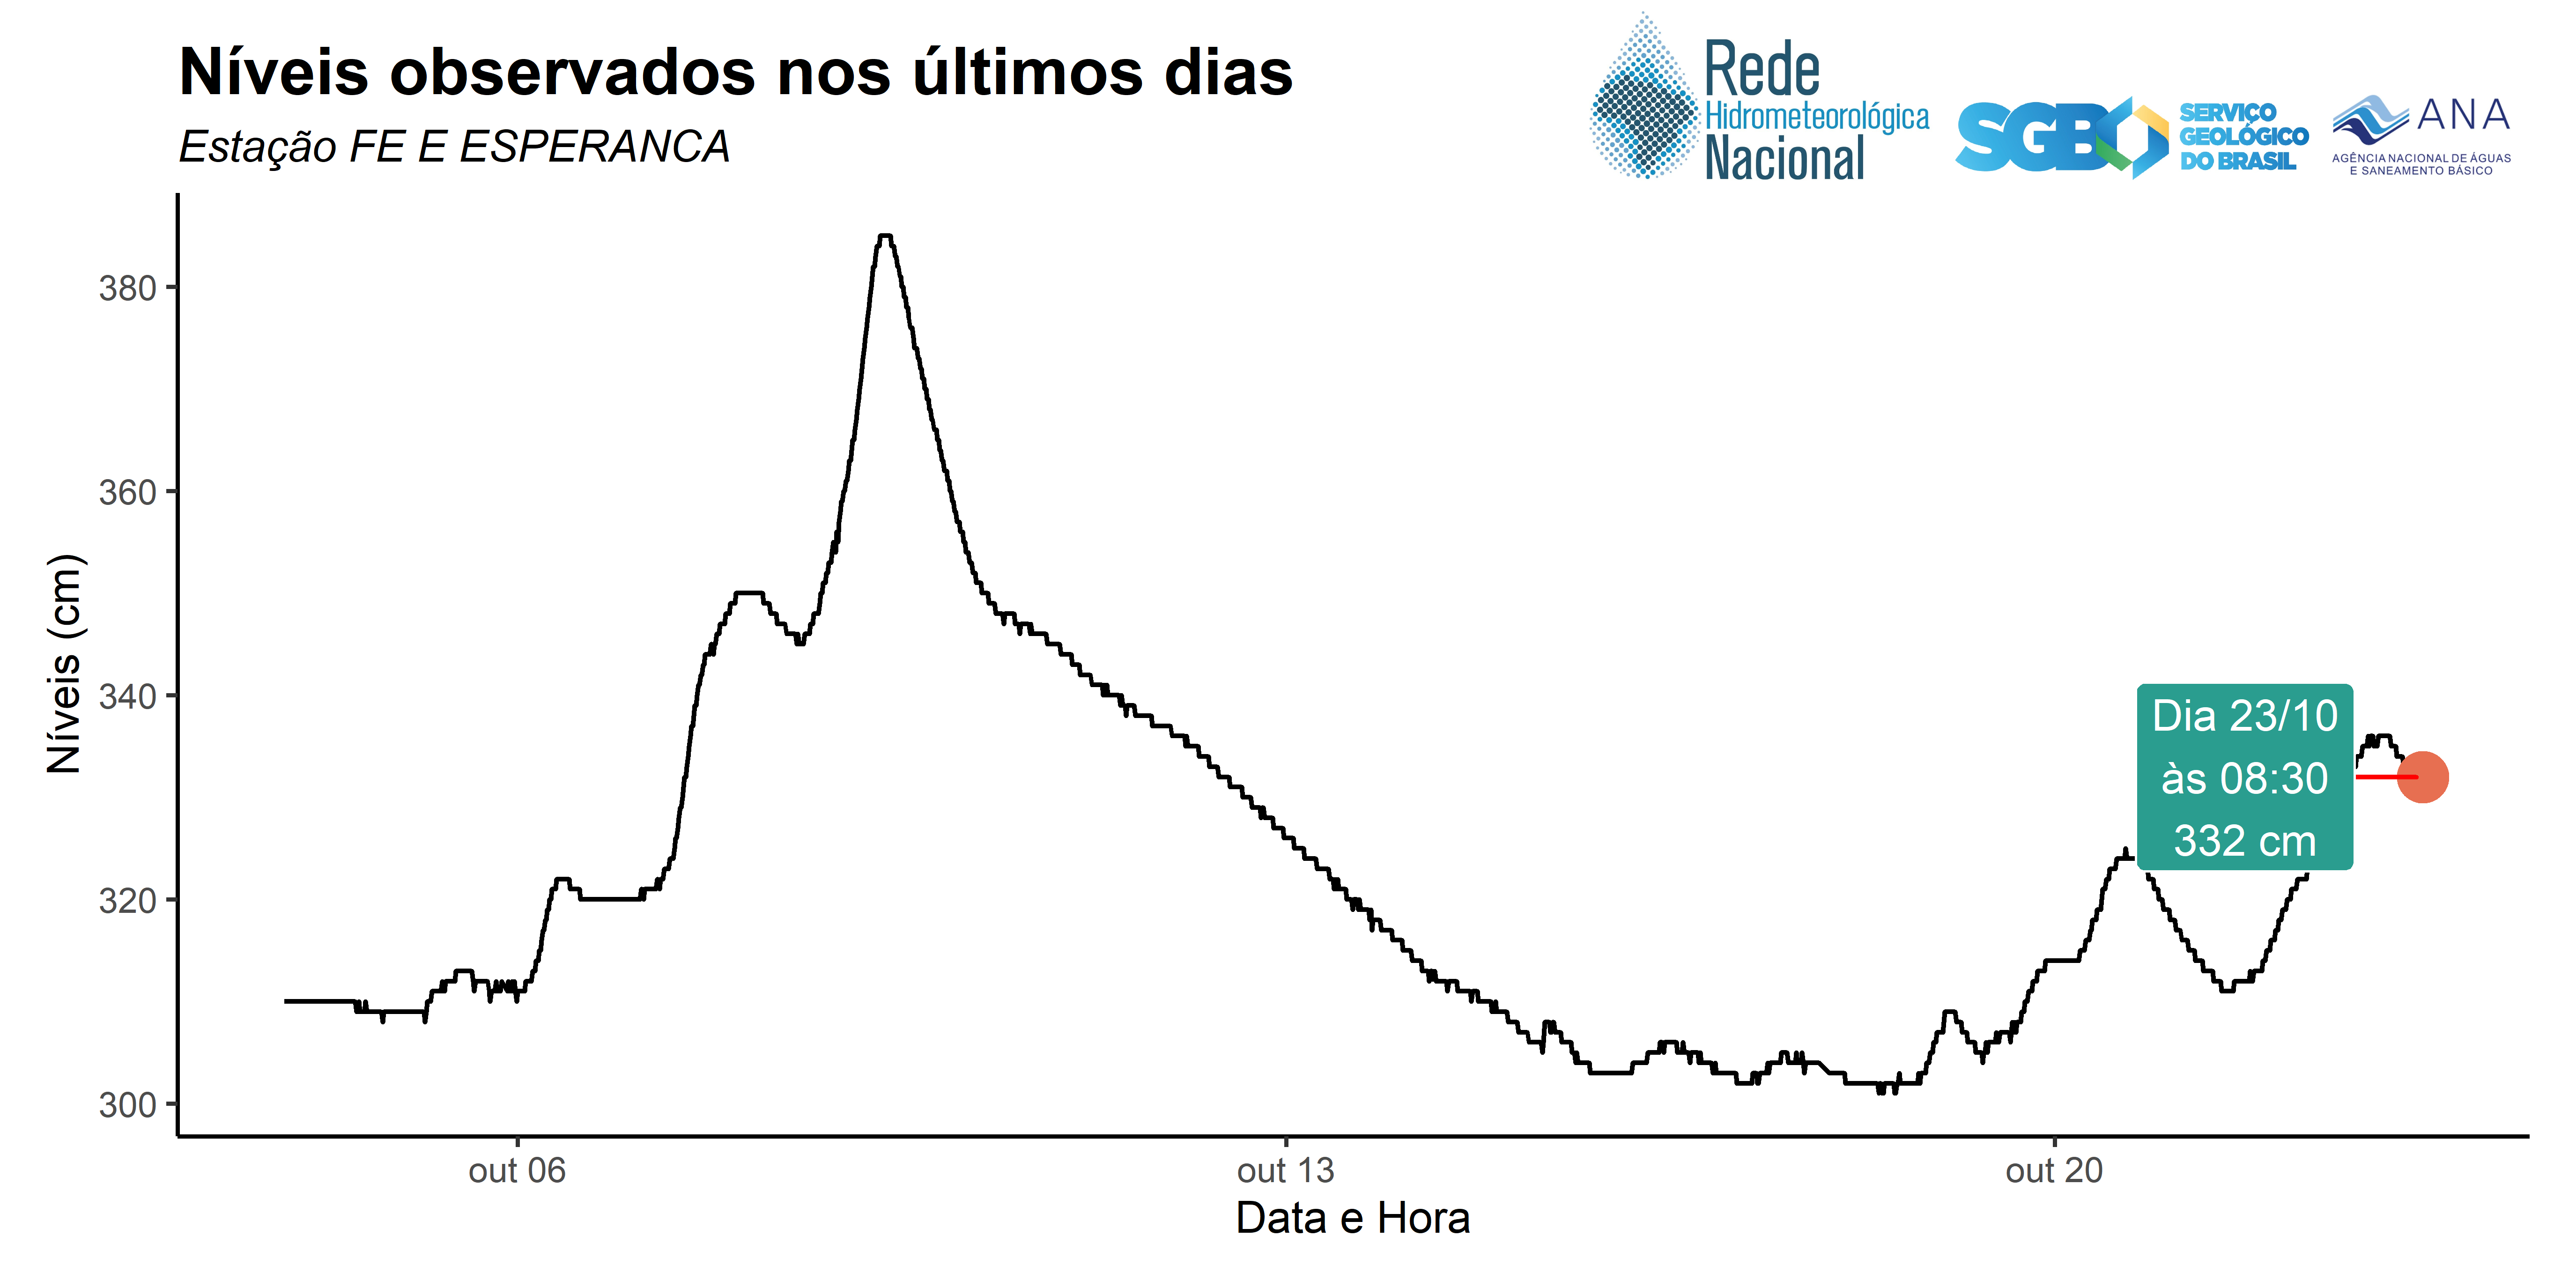 Níveis observados nos últimos dias
Estação FE E ESPERANCA
Rede
Hidrometeorológica
Nacional
SGB
SERVIÇO
GEOLÓGICO
DO BRASIL
ANA
AGÊNCIA NACIONAL DE ÁGUAS
E SANEAMENTO BÁSICO
Níveis (cm)
380
360
340
320
300
Dia 23/10
às 08:30
332 cm
out 06
out 13
out 20
Data e Hora